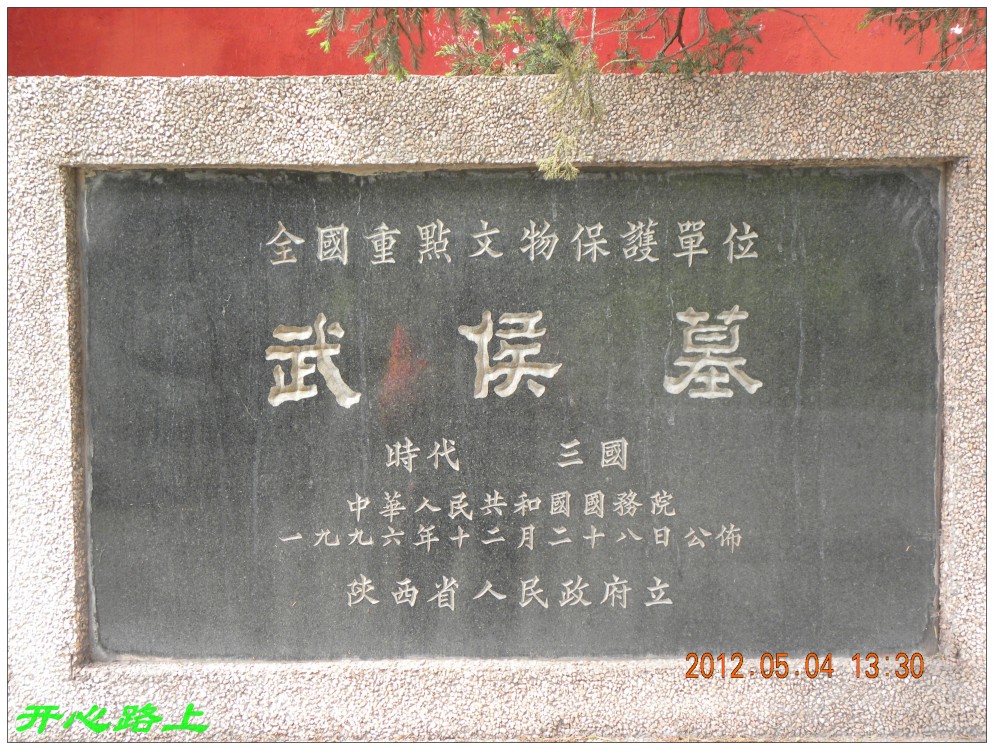 全國重點文物保護單位
武侯墓
時代 三國
中華人民共和國國務院
一九九六年十二月二十八日公佈
陝西省人民政府立
2012.05.04 13:30
开心路上